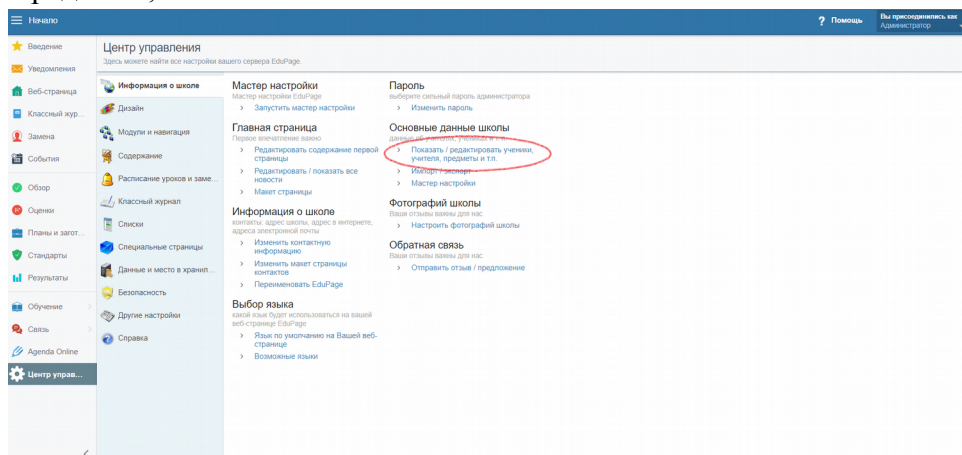 Начало
Помощь
Вы присоединились как
Администратор
Введение
Уведомления
Веб-страница
Классный жур...
Замена
События
Обзор
Оценки
Планы и загот...
Стандарты
Результаты
Обучение
Связь
Agenda Online
Центр управ...
Центр управления
Здесь можете найти все настройки вашего сервера EduPage.
Информация о школе
Дизайн
Модули и навигация
Содержание
Расписание уроков и заме...
Классный журнал
Списки
Специальные страницы
Данные и место в хранил...
Безопасность
Другие настройки
Справка
Мастер настройки
Мастер настройки EduPage
> Запустить мастер настройки
Главная страница
Первое впечатление важно
> Редактировать содержание первой
страницы
> Редактировать / показать все
новости
> Макет страницы
Информация о школе
контакты: адрес школы, адрес в интернете,
адреса электронной почты
> Изменить контактную
информацию
> Изменить макет страницы
контактов
> Переименовать EduPage
Выбор языка
какой язык будет использоваться на вашей
веб-странице EduPage
> Язык по умолчанию на Вашей веб-
странице
> Возможные языки
Пароль
выберите сильный пароль администратора
> Изменить пароль
Основные данные школы
данные об учителях, учениках и т.п.
> Показать / редактировать ученики,
учителя, предметы и т.п.
> Импорт / экспорт
> Мастер настройки
Фотографий школы
Ваши отзывы важны для нас
> Настроить фотографий школы
Обратная связь
Ваши отзывы важны для нас
> Отправить отзыв / предложение